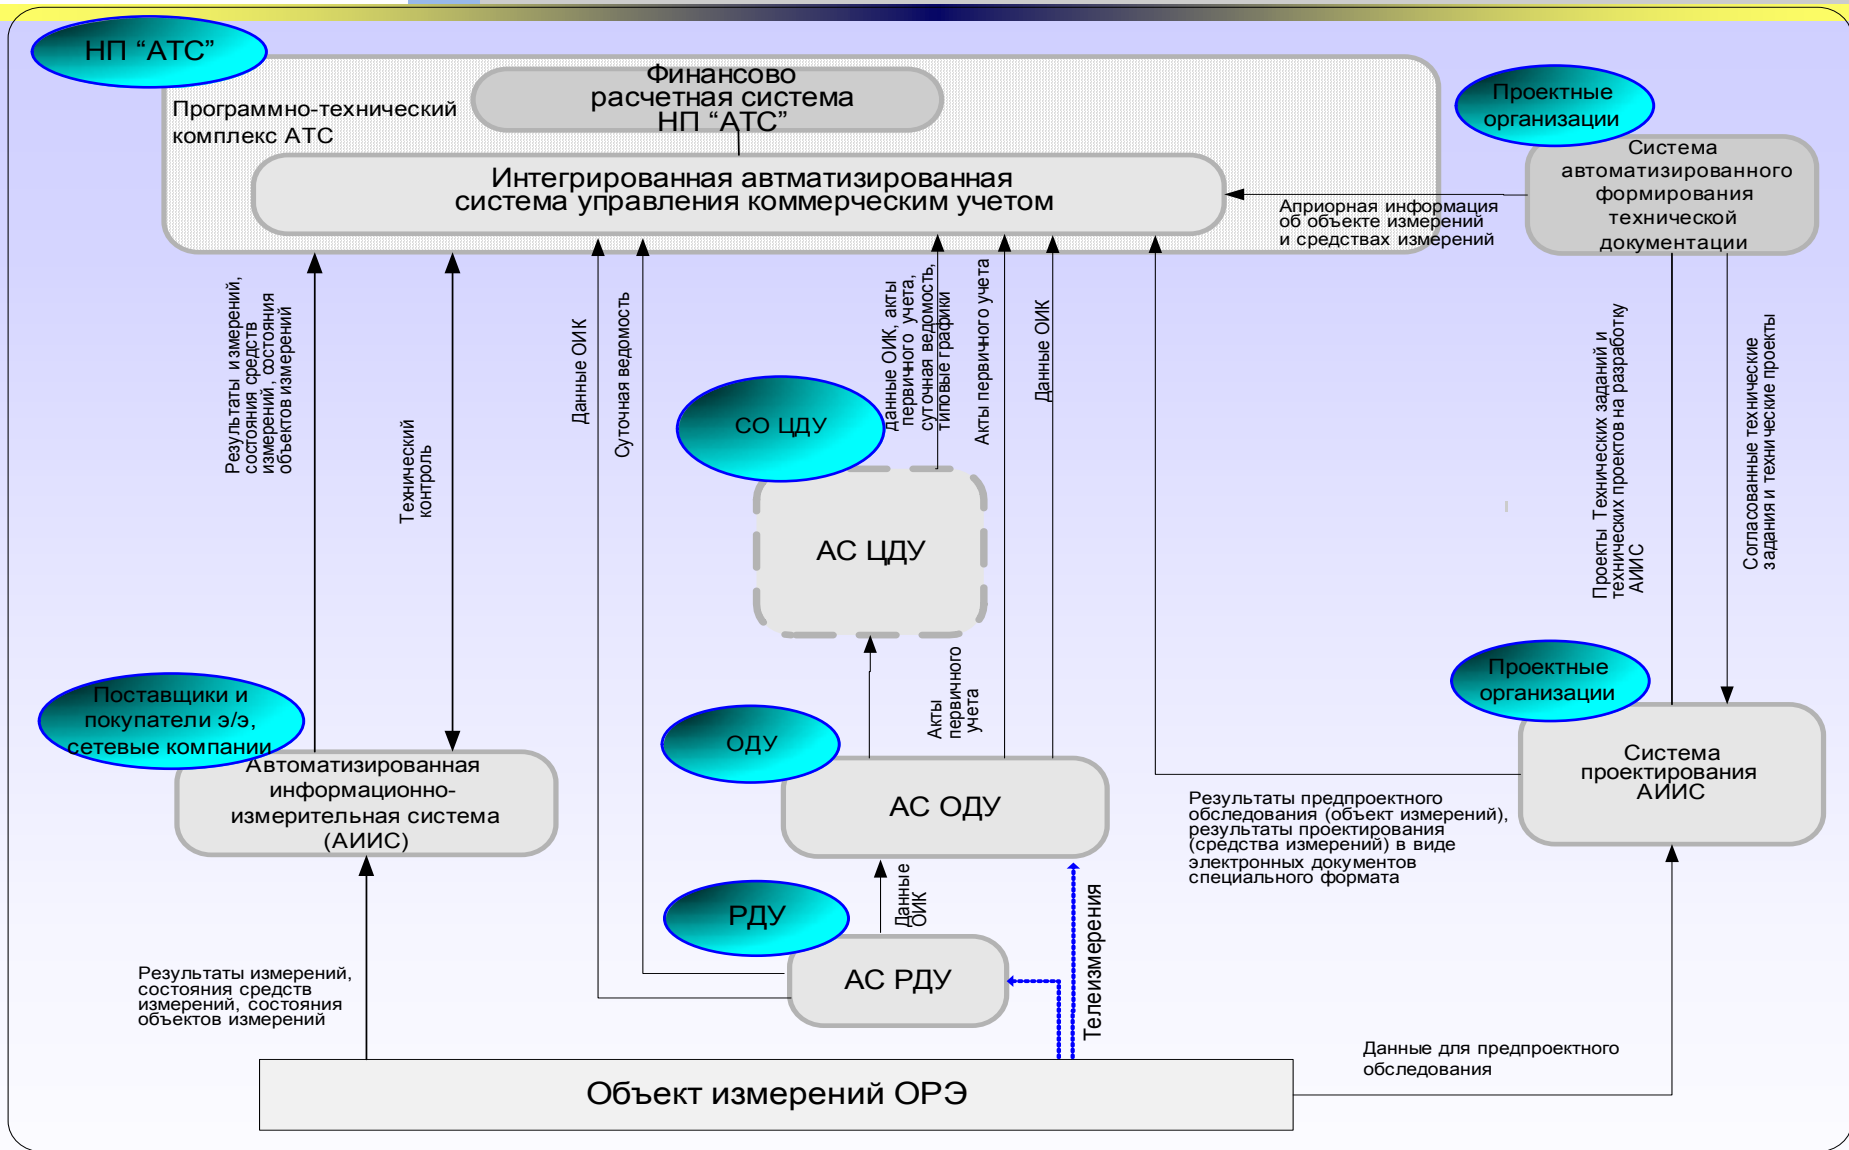 НП “АТС”
Программно-технический
комплекс АТС
Финансово
расчетная система
НП “АТС”
Интегрированная автматизированная
система управления коммерческим учетом
Проектные
организации
Система
автоматизированного
формирования
технической
документации
Априорная информация
об объекте измерений
и средствах измерений
Результаты измерений,
состояния средств
измерений, состояния
объектов измерений
Технический
контроль
Данные ОИК
Суточная ведомость
данные ОИК, акты
первичного учета,
суточная ведомость,
типовые графики
Акты первичного учета
Данные ОИК
Проекты Технических заданий и
технических проектов на разработку
АИИС
Согласованные технические
задания и технические проекты
СО ЦДУ
АС ЦДУ
Акты
первичного
учета
Поставщики и
покупатели э/э,
сетевые компании
Автоматизированная
информационно-
измерительная система
(АИИС)
ОДУ
АС ОДУ
Проектные
организации
Система
проектирования
АИИС
Результаты предпроектного
обследования (объект измерений),
результаты проектирования
(средства измерений) в виде
электронных документов
специального формата
Данные
ОИК
РДУ
АС РДУ
Телеизмерения
Результаты измерений,
состояния средств
измерений, состояния
объектов измерений
Данные для предпроектного
обследования
Объект измерений ОРЭ